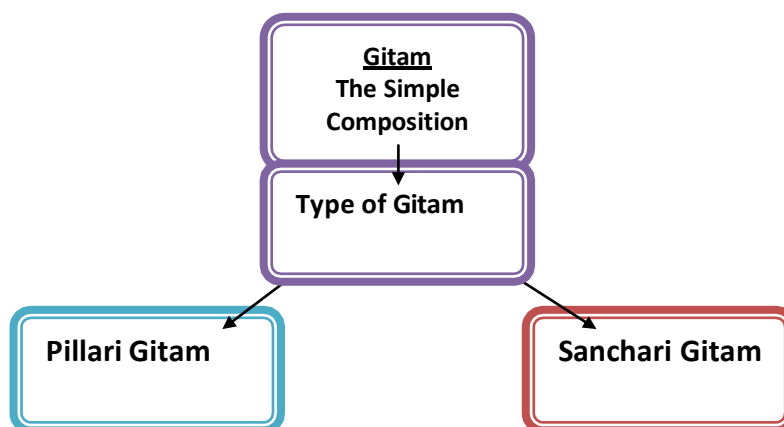 Gitam
The Simple
Composition
Type of Gitam
Pillari Gitam
Sanchari Gitam